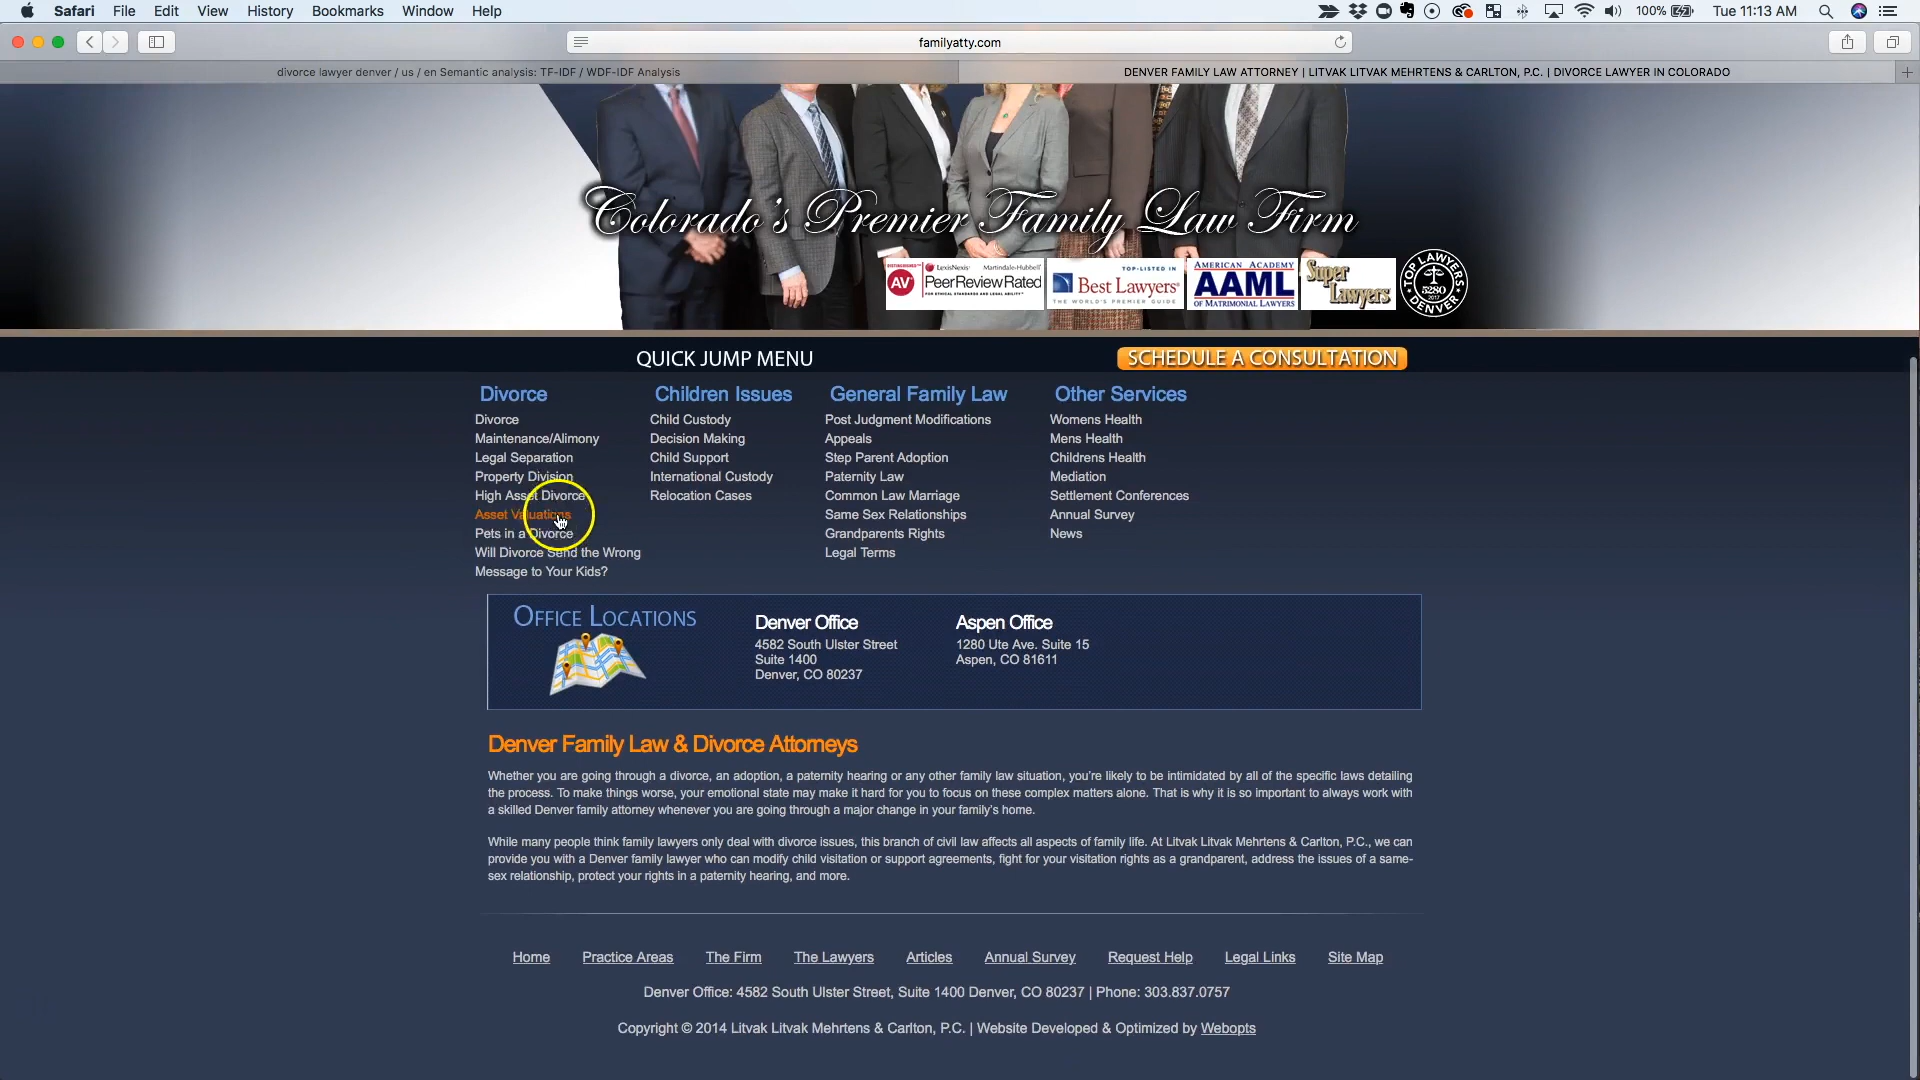 Safari File Edit View History Bookmarks Window Help 100% Tue 11:13 AM
familyatty.com
divorce lawyer denver / us / en Semantic analysis: TF-IDF / WDF-IDF Analysis
DENVER FAMILY LAW ATTORNEY | LITVAK LITVAK MEHRTENS & CARLTON, P.C. | DIVORCE LAWYER IN COLORADO
Colorado's Premier Family Law Firm
AV LexisNexis Martindale-Hubbell
PeerReviewRated
FOR ETHICAL STANDARDS AND LEGAL ABILITY
TOP-LISTED IN
Best Lawyers
THE WORLD'S PREMIER GUIDE
AMERICAN ACADEMY
AAML
OF MATRIMONIAL LAWYERS
Super
Lawyers
TOP LAWYERS
5280
2017
DENVER
QUICK JUMP MENU
SCHEDULE A CONSULTATION
Divorce
Divorce
Maintenance/Alimony
Legal Separation
Property Division
High Asset Divorce
Asset Valuations
Pets in a Divorce
Will Divorce Send the Wrong
Message to Your Kids?
Children Issues
Child Custody
Decision Making
Child Support
International Custody
Relocation Cases
General Family Law
Post Judgment Modifications
Appeals
Step Parent Adoption
Paternity Law
Common Law Marriage
Same Sex Relationships
Grandparents Rights
Legal Terms
Other Services
Womens Health
Mens Health
Childrens Health
Mediation
Settlement Conferences
Annual Survey
News
OFFICE LOCATIONS
Denver Office
4582 South Ulster Street
Suite 1400
Denver, CO 80237
Aspen Office
1280 Ute Ave. Suite 15
Aspen, CO 81611
Denver Family Law & Divorce Attorneys
Whether you are going through a divorce, an adoption, a paternity hearing or any other family law situation, you're likely to be intimidated by all of the specific laws detailing
the process. To make things worse, your emotional state may make it hard for you to focus on these complex matters alone. That is why it is so important to always work with
a skilled Denver family attorney whenever you are going through a major change in your family's home.
While many people think family lawyers only deal with divorce issues, this branch of civil law affects all aspects of family life. At Litvak Litvak Mehrtens & Carlton, P.C., we can
provide you with a Denver family lawyer who can modify child visitation or support agreements, fight for your visitation rights as a grandparent, address the issues of a same-
sex relationship, protect your rights in a paternity hearing, and more.
Home Practice Areas The Firm The Lawyers Articles Annual Survey Request Help Legal Links Site Map
Denver Office: 4582 South Ulster Street, Suite 1400 Denver, CO 80237 | Phone: 303.837.0757
Copyright © 2014 Litvak Litvak Mehrtens & Carlton, P.C. | Website Developed & Optimized by Webopts